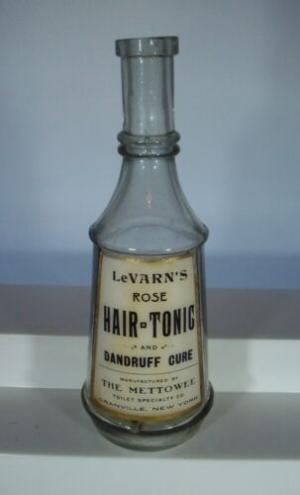 LeVARN'S
ROSE
HAIR-TONIC
AND
DANDRUFF CURE
MANUFACTURED BY
THE METTOWEE
TOILET SPECIALTY CO.
GRANVILLE, NEW YORK